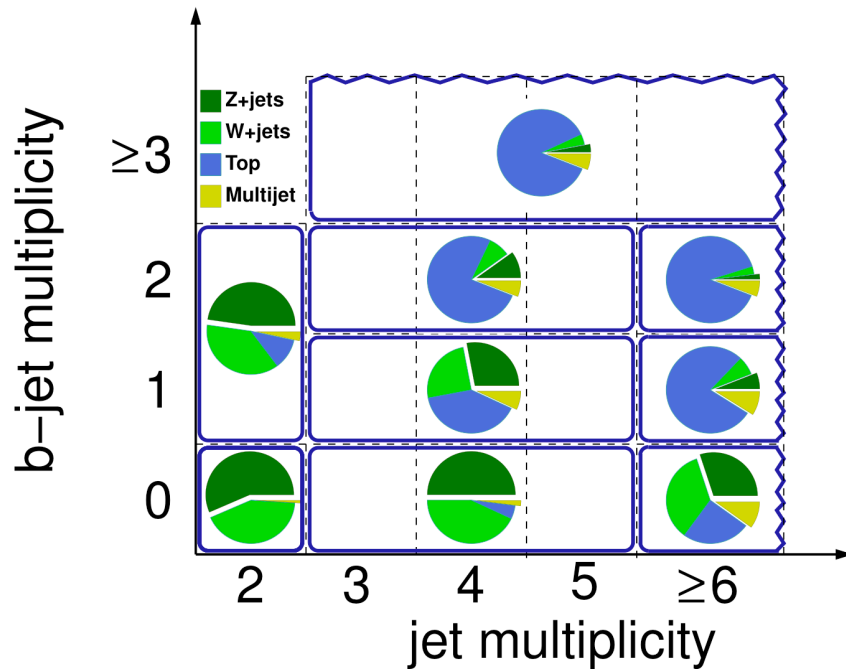 Z+jets
W+jets
Top
Multijet
b−jet multiplicity
≥3
2
1
0
2 3 4 5 ≥6
jet multiplicity